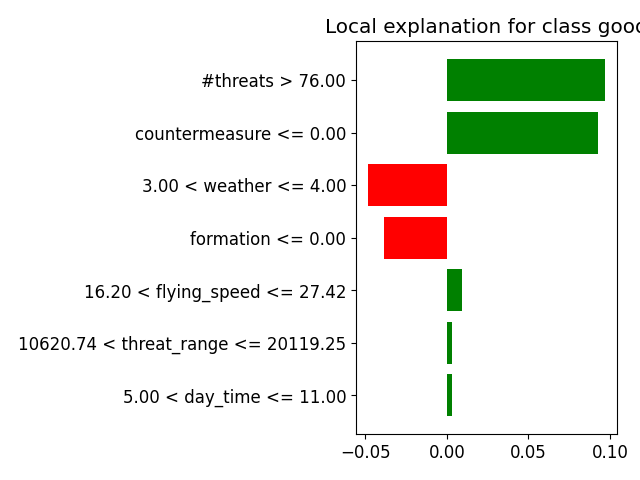 Local explanation for class good
#threats > 76.00
countermeasure <= 0.00
3.00 < weather <= 4.00
formation <= 0.00
16.20 < flying_speed <= 27.42
10620.74 < threat_range <= 20119.25
5.00 < day_time <= 11.00
−0.05 0.00 0.05 0.10